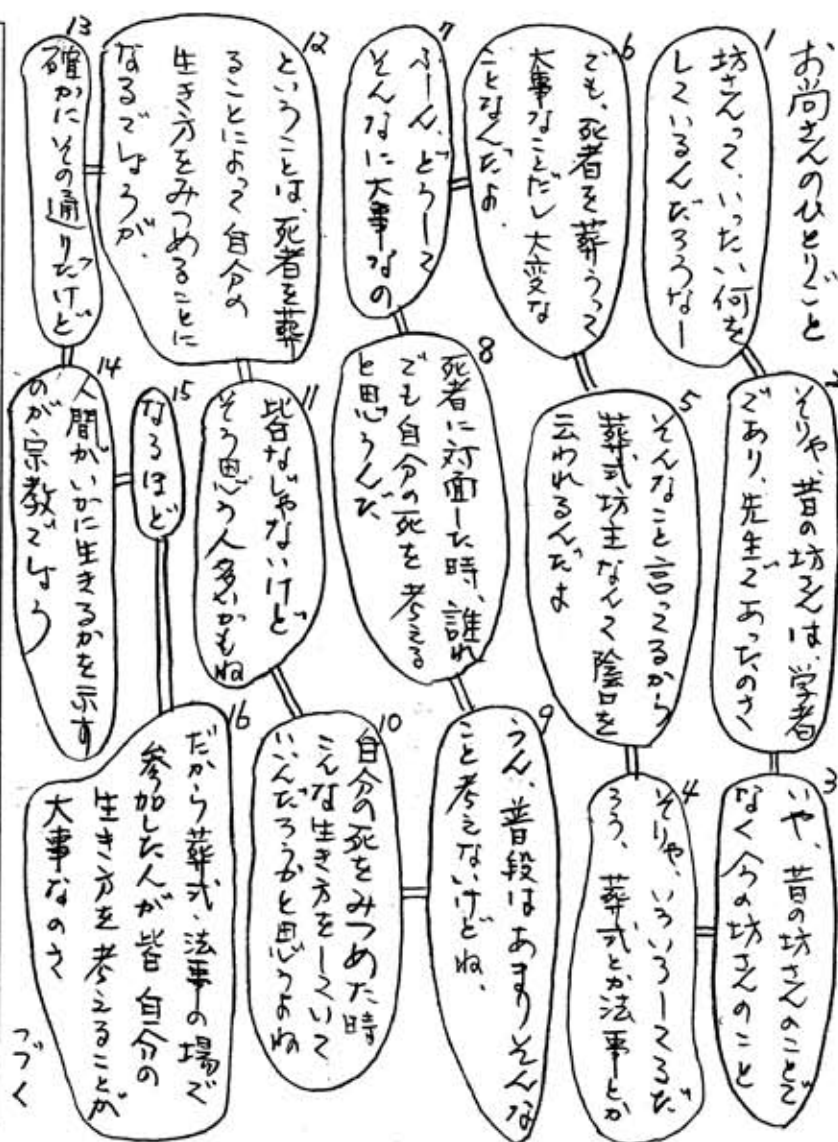 お尚さんのひとりごと
1
坊さんって、いったい何を
しているんだろうなー
2
そりゃ、昔の坊さんは、学者
であり、先生であったのさ
3
いや、昔の坊さんのことで
なく今の坊さんのこと
4
そりゃ、いろいろしてるだ
ろう、葬式とか法事とか
5
そんなこと言ってるから
葬式坊主なんて陰口を
云われるんだよ
6
でも、死者を葬うって
大事なことだし大変な
ことなんだよ
7
ふーん、どうして
そんなに大事なの
8
死者に対面した時、誰れ
でも自分の死を考える
と思うんだ
9
うん、普段はあまりそんな
こと考えないけどね、
10
自分の死をみつめた時
こんな生き方をしていて
いいんだろうかと思うよね
11
皆なじゃないけど
そう思う人多いかもね
12
ということは、死者を葬
ることによって自分の
生き方をみつめることに
なるでしょうが、
13
確かにその通りだけど
14
人間がいかに生きるかを示す
のが宗教でしょう
15
なるほど
16
だから葬式、法事の場で
参加した人が皆自分の
生き方を考えることが
大事なのさ
つづく